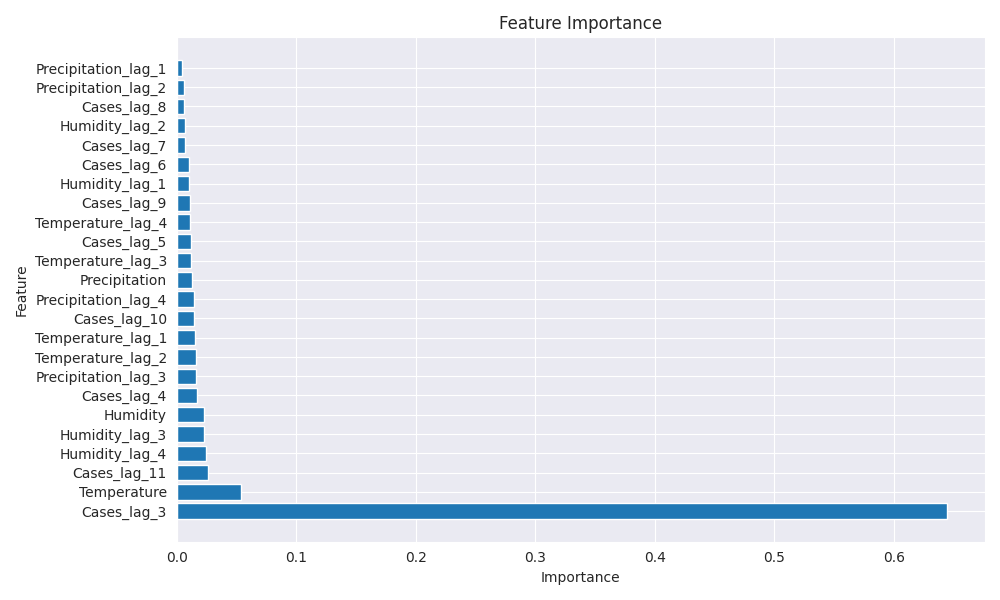 Feature Importance
Precipitation_lag_1
Precipitation_lag_2
Cases_lag_8
Humidity_lag_2
Cases_lag_7
Cases_lag_6
Humidity_lag_1
Cases_lag_9
Temperature_lag_4
Cases_lag_5
Temperature_lag_3
Precipitation
Precipitation_lag_4
Cases_lag_10
Temperature_lag_1
Temperature_lag_2
Precipitation_lag_3
Cases_lag_4
Humidity
Humidity_lag_3
Humidity_lag_4
Cases_lag_11
Temperature
Cases_lag_3
Feature
0.0 0.1 0.2 0.3 0.4 0.5 0.6
Importance